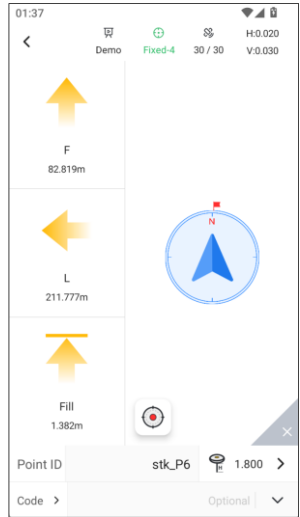 01:37
Demo
Fixed-4
30 / 30
H:0.020
V:0.030
F
82.819m
N
L
211.777m
Fill
1.382m
Point ID stk_P6 1.800
Code Optional